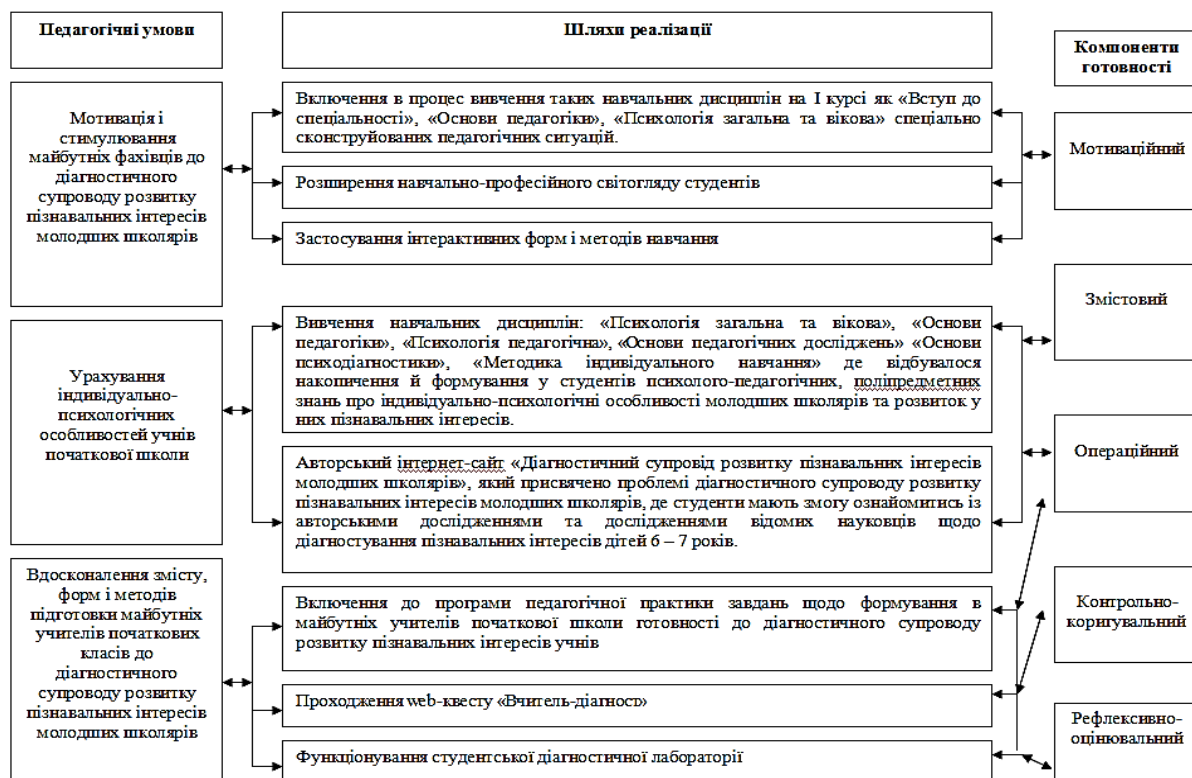 Педагогічні умови
Шляхи реалізації
Компоненти
готовності
Мотивація і
стимулювання
майбутніх фахівців до
діагностичного
супроводу розвитку
пізнавальних інтересів
молодших школярів
Включення в процес вивчення таких навчальних дисциплін на І курсі як «Вступ до
спеціальності», «Основи педагогіки», «Психологія загальна та вікова» спеціально
сконструйованих педагогічних ситуацій.
Розширення навчально-професійного світогляду студентів
Застосування інтерактивних форм і методів навчання
Мотиваційний
Урахування
індивідуально-
психологічних
особливостей учнів
початкової школи
Вивчення навчальних дисциплін: «Психологія загальна та вікова», «Основи
педагогіки», «Психологія педагогічна», «Основи педагогічних досліджень» «Основи
психодіагностики», «Методика індивідуального навчання» де відбувалося
накопичення й формування у студентів психолого-педагогічних, поліпредметних
знань про індивідуально-психологічні особливості молодших школярів та розвиток у
них пізнавальних інтересів.
Авторський інтернет-сайт «Діагностичний супровід розвитку пізнавальних інтересів
молодших школярів», який присвячено проблемі діагностичного супроводу розвитку
пізнавальних інтересів молодших школярів, де студенти мають змогу ознайомитись із
авторськими дослідженнями та дослідженнями відомих науковців щодо
діагностування пізнавальних інтересів дітей 6 – 7 років.
Змістовий
Операційний
Вдосконалення змісту,
форм і методів
підготовки майбутніх
учителів початкових
класів до
діагностичного
супроводу розвитку
пізнавальних інтересів
молодших школярів
Включення до програми педагогічної практики завдань щодо формування в
майбутніх учителів початкової школи готовності до діагностичного супроводу
розвитку пізнавальних інтересів учнів
Проходження web-квесту «Вчитель-діагност»
Функціонування студентської діагностичної лабораторії
Контрольно-
коригувальний
Рефлексивно-
оцінювальний